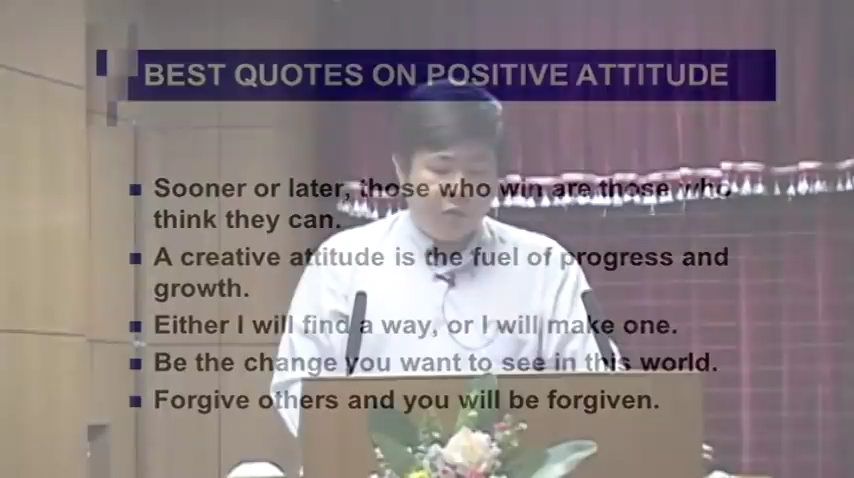 BEST QUOTES ON POSITIVE ATTITUDE
Sooner or later, those who win are those who
think they can.
A creative attitude is the fuel of progress and
growth.
Either I will find a way, or I will make one.
Be the change you want to see in this world.
Forgive others and you will be forgiven.